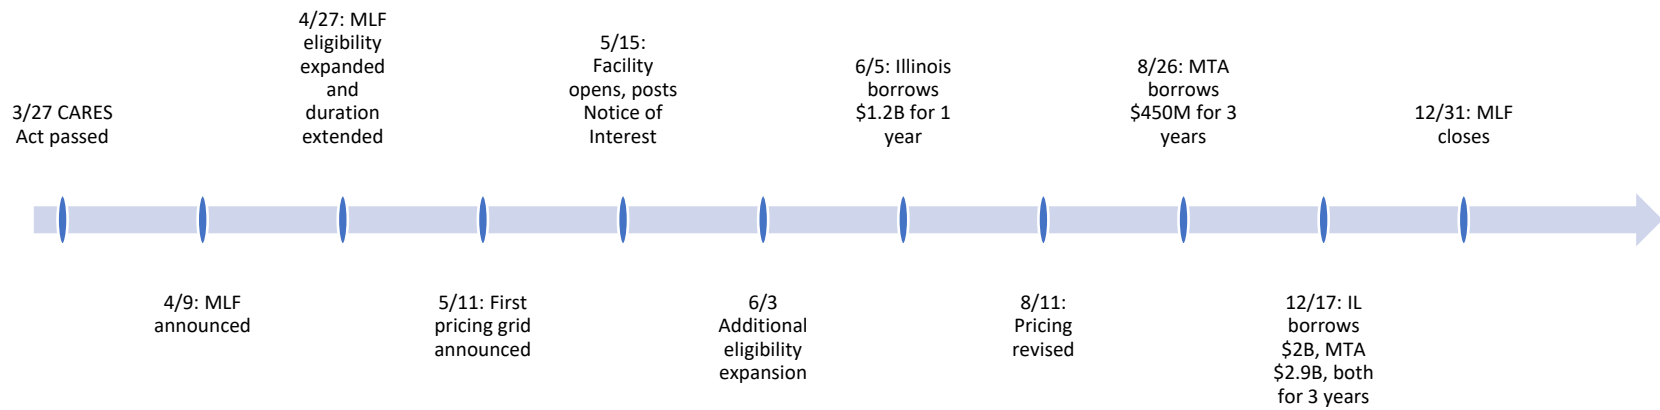 3/27 CARES
Act passed
4/9: MLF
announced
4/27: MLF
eligibility
expanded
and
duration
extended
5/11: First
pricing grid
announced
5/15:
Facility
opens, posts
Notice of
Interest
6/3
Additional
eligibility
expansion
6/5: Illinois
borrows
$1.2B for 1
year
8/11:
Pricing
revised
8/26: MTA
borrows
$450M for 3
years
12/17: IL
borrows
$2B, MTA
$2.9B, both
for 3 years
12/31: MLF
closes